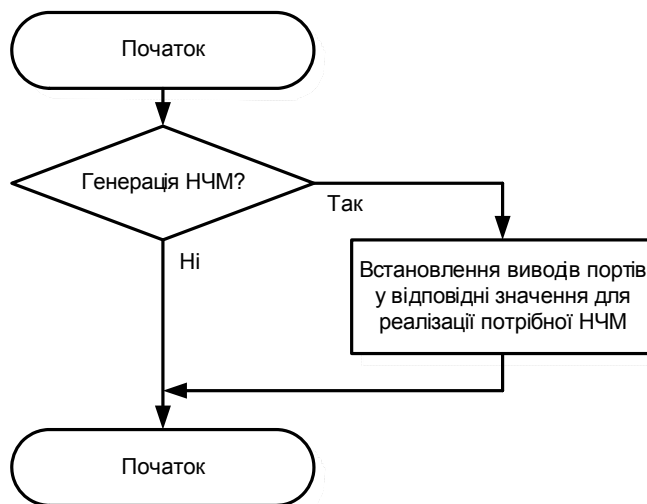 Початок
Генерація НЧМ?
Так
Ні
Встановлення виводів портів
у відповідні значення для
реалізації потрібної НЧМ
Початок